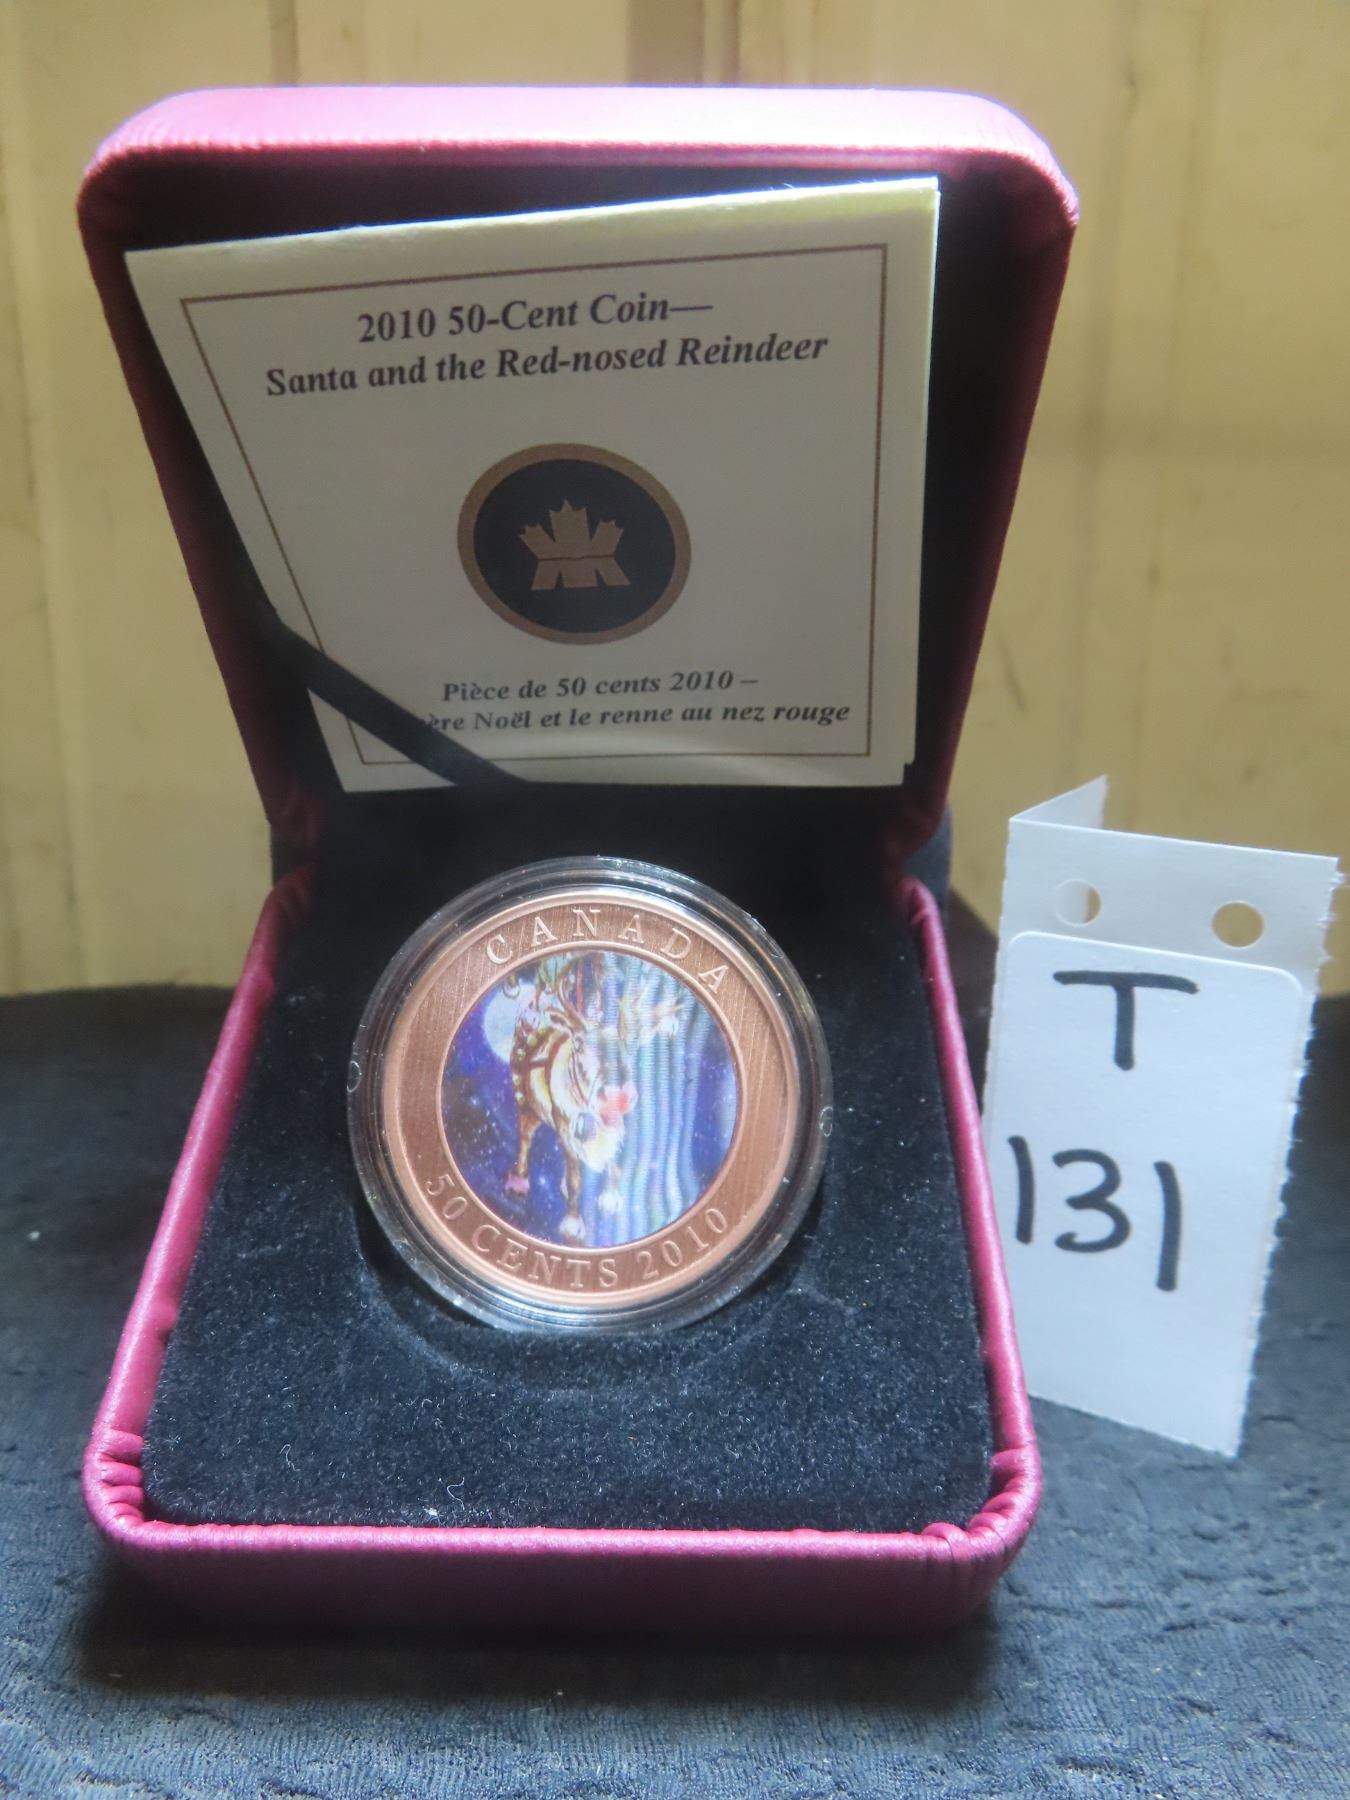 2010 50-Cent Coin—
Santa and the Red-nosed Reindeer
Pièce de 50 cents 2010 –
Noël et le renne au nez rouge
CANADA
50 CENTS 2010
T
131